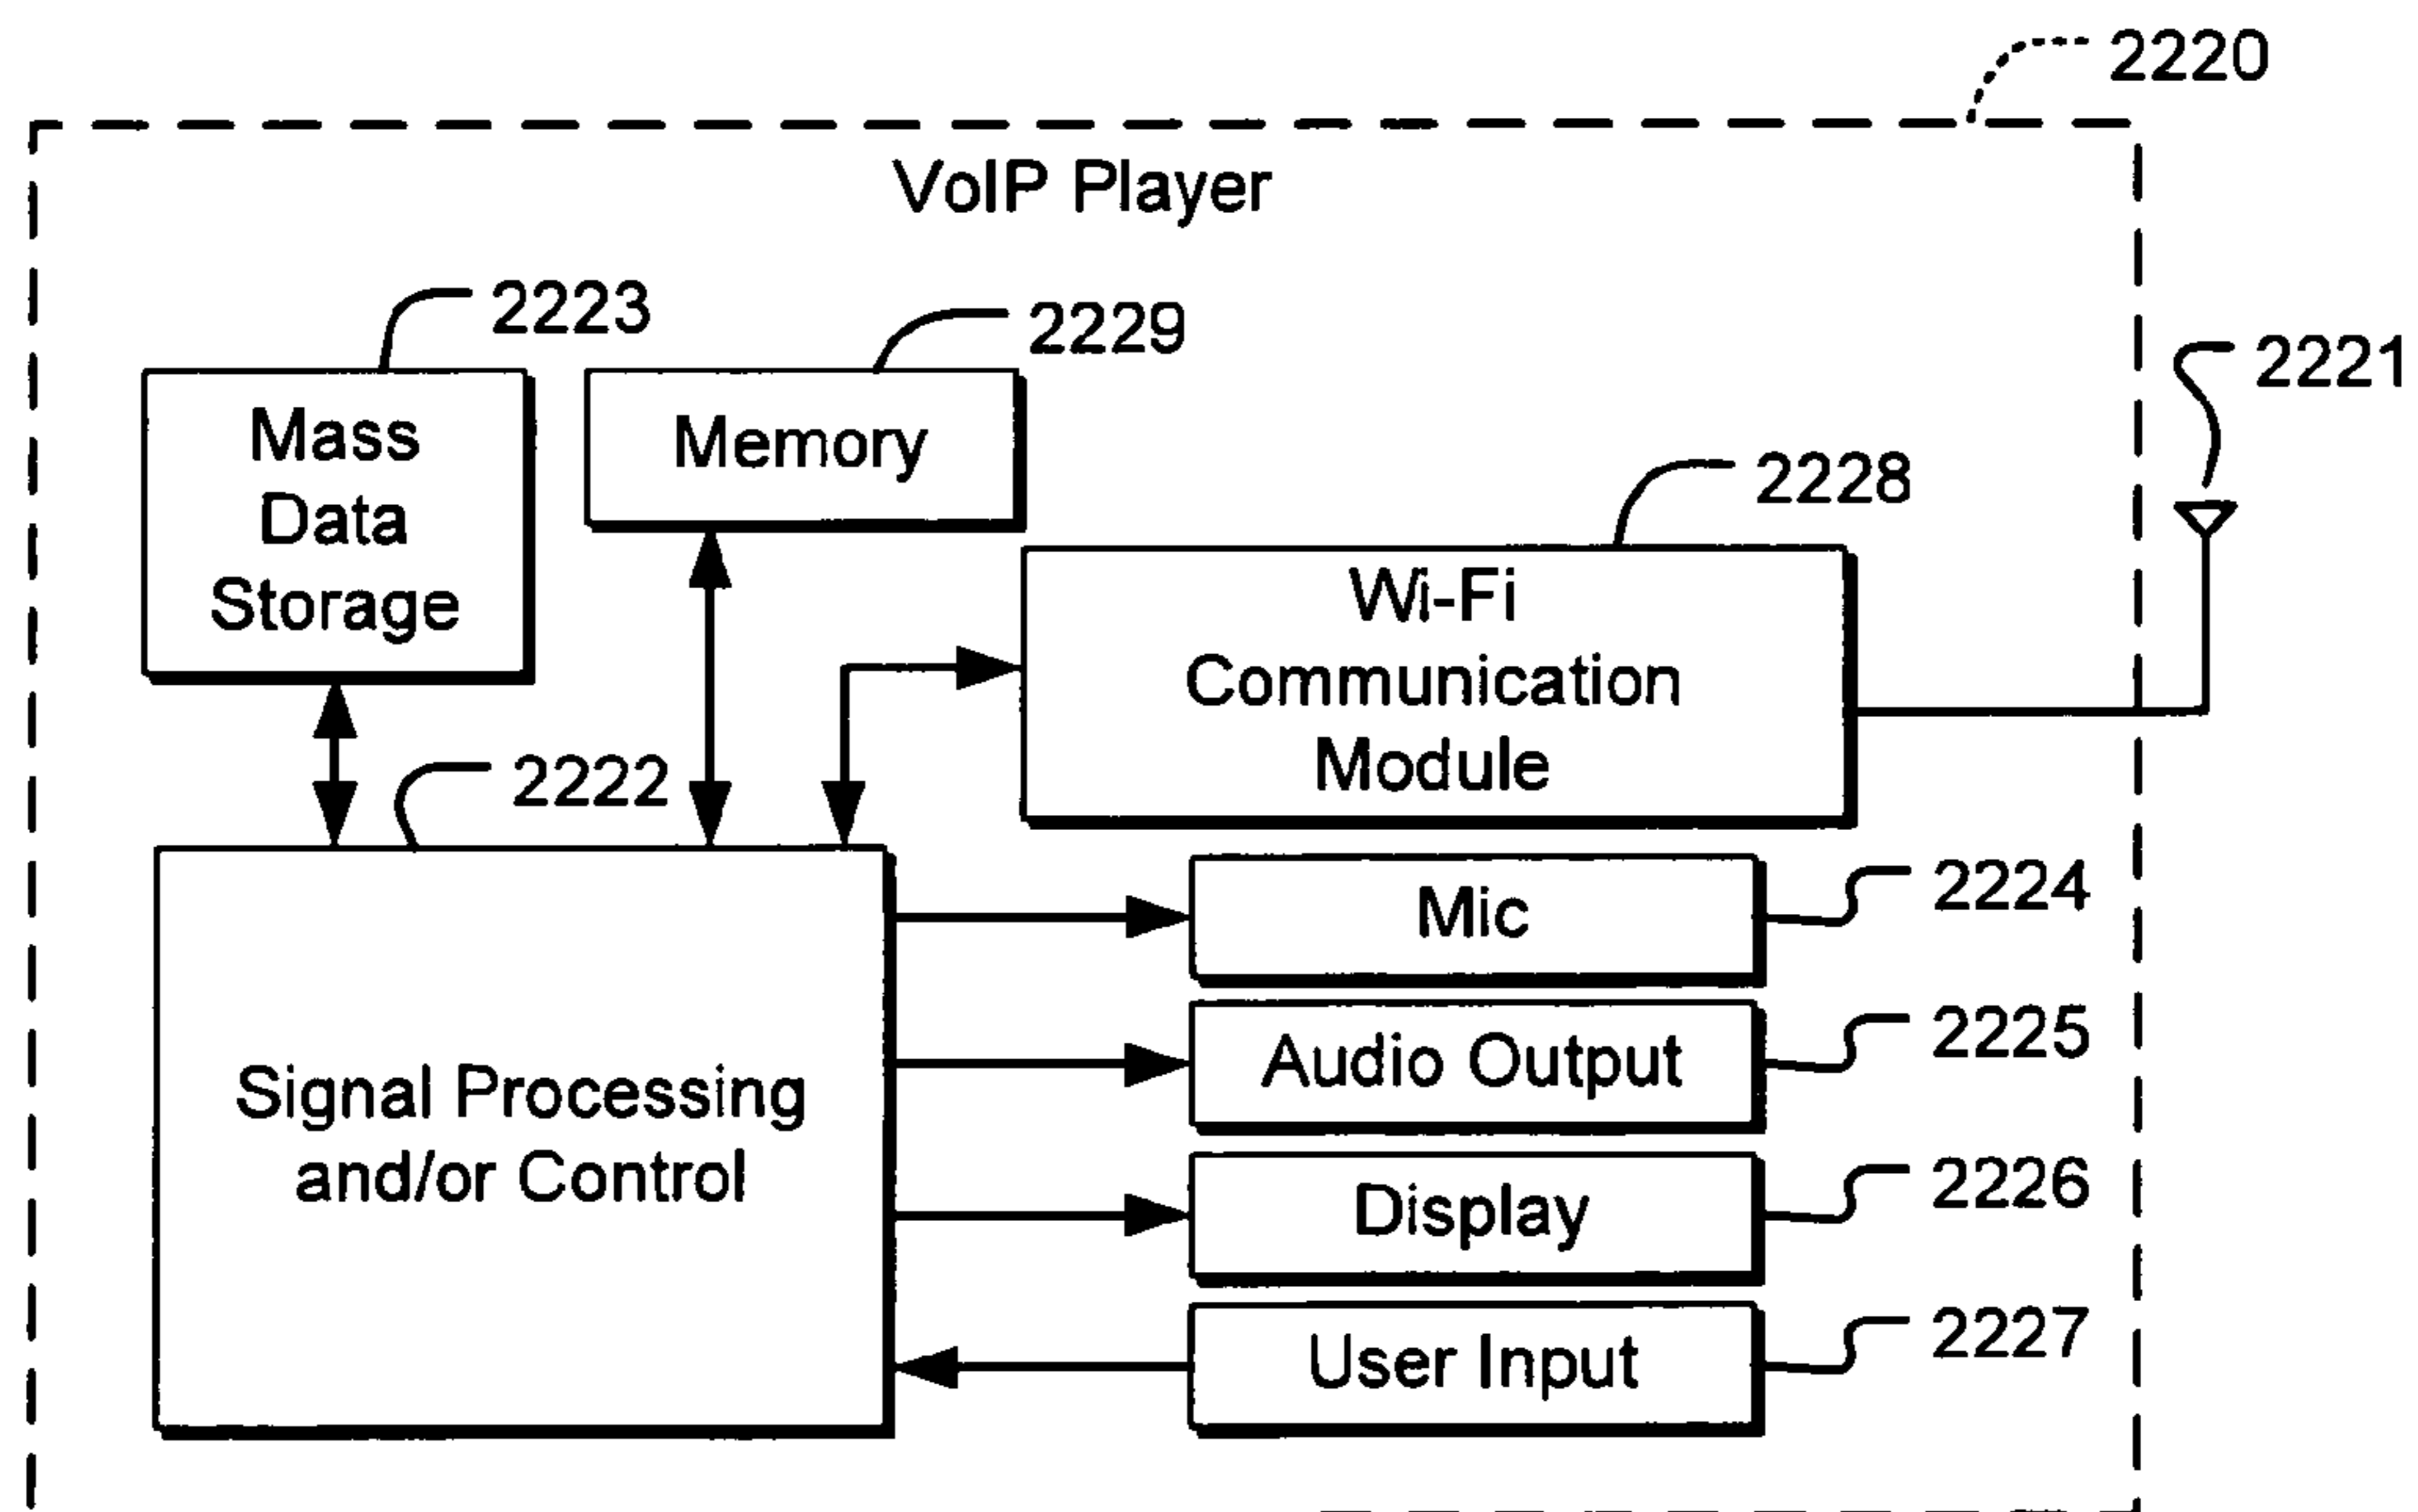 2220
VoIP Player
2223
2229
2221
Mass
Data
Storage
Memory
2228
Wi-Fi
Communication
Module
2222
Mic
2224
Signal Processing
and/or Control
Audio Output
2225
Display
2226
User Input
2227